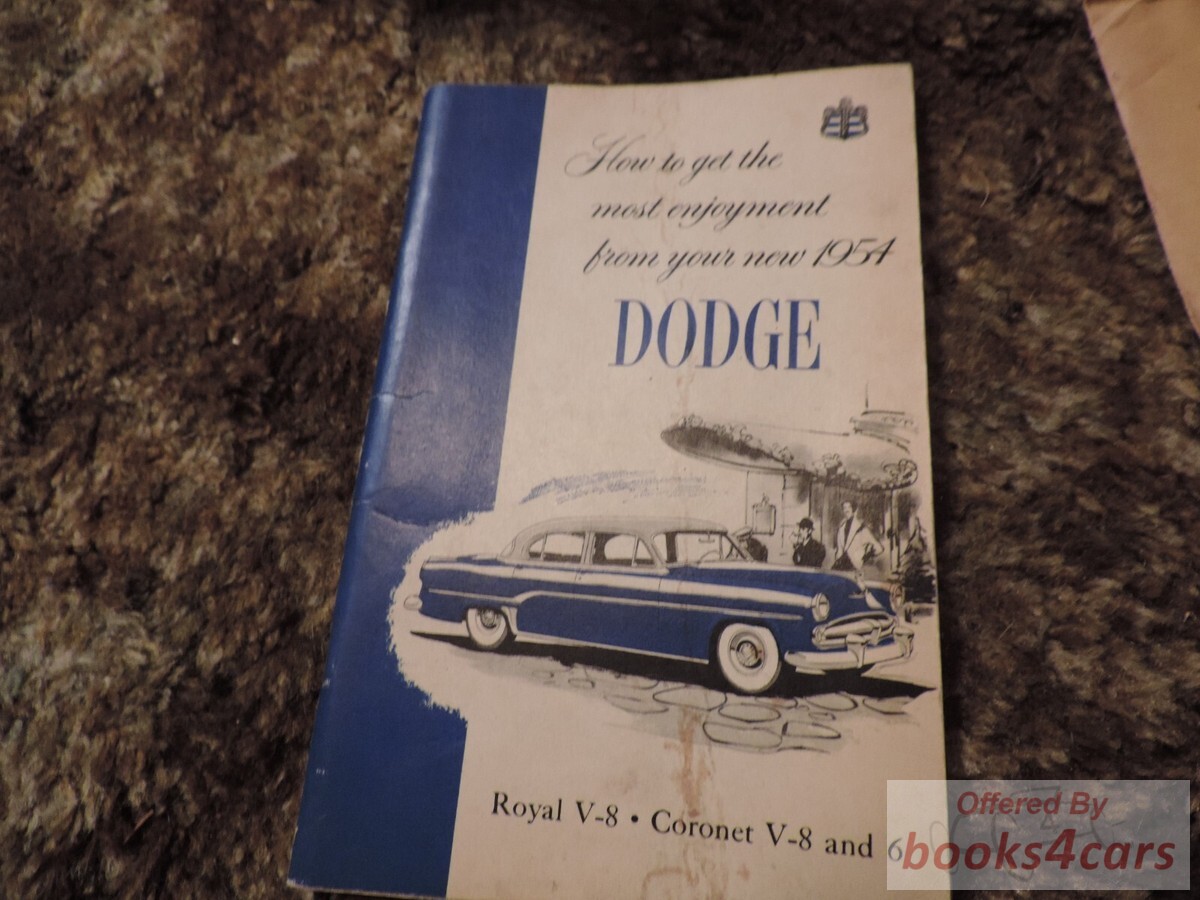 How to get the
most enjoyment
from your new 1954
DODGE
Royal V-8 • Coronet V-8 and 6
Offered By
books4cars